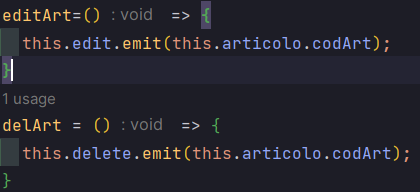 editArt=() :void => {
this.edit.emit(this.articolo.codArt);
}
1 usage
delArt = () :void => {
this.delete.emit(this.articolo.codArt);
}